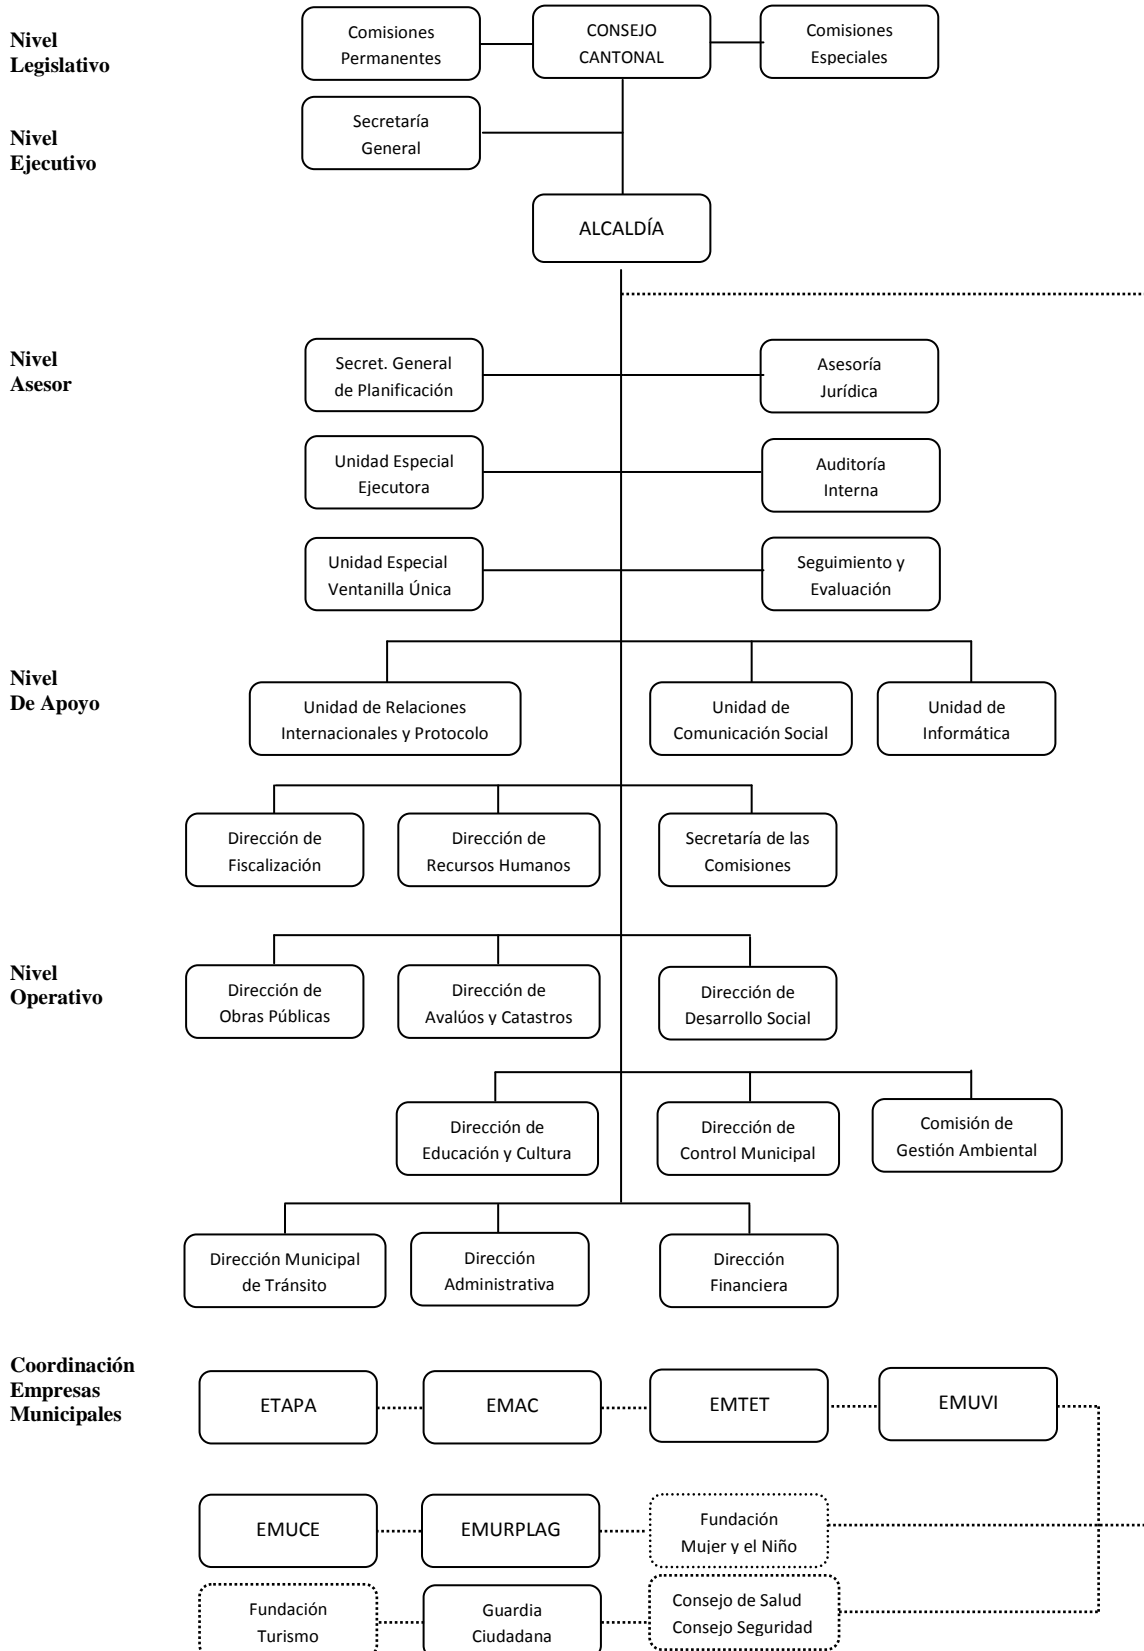 Nivel
Legislativo
Comisiones
Permanentes
CONSEJO
CANTONAL
Comisiones
Especiales
Nivel
Ejecutivo
Secretaría
General
ALCALDÍA
Nivel
Asesor
Secret. General
de Planificación
Asesoría
Jurídica
Unidad Especial
Ejecutora
Auditoría
Interna
Unidad Especial
Ventanilla Única
Seguimiento y
Evaluación
Nivel
De Apoyo
Unidad de Relaciones
Internacionales y Protocolo
Unidad de
Comunicación Social
Unidad de
Informática
Dirección de
Fiscalización
Dirección de
Recursos Humanos
Secretaría de las
Comisiones
Nivel
Operativo
Dirección de
Obras Públicas
Dirección de
Avalúos y Catastros
Dirección de
Desarrollo Social
Dirección de
Educación y Cultura
Dirección de
Control Municipal
Comisión de
Gestión Ambiental
Dirección Municipal
de Tránsito
Dirección
Administrativa
Dirección
Financiera
Coordinación
Empresas
Municipales
ETAPA
EMAC
EMTET
EMUVI
EMUCE
EMURPLAG
Fundación
Mujer y el Niño
Fundación
Turismo
Guardia
Ciudadana
Consejo de Salud
Consejo Seguridad